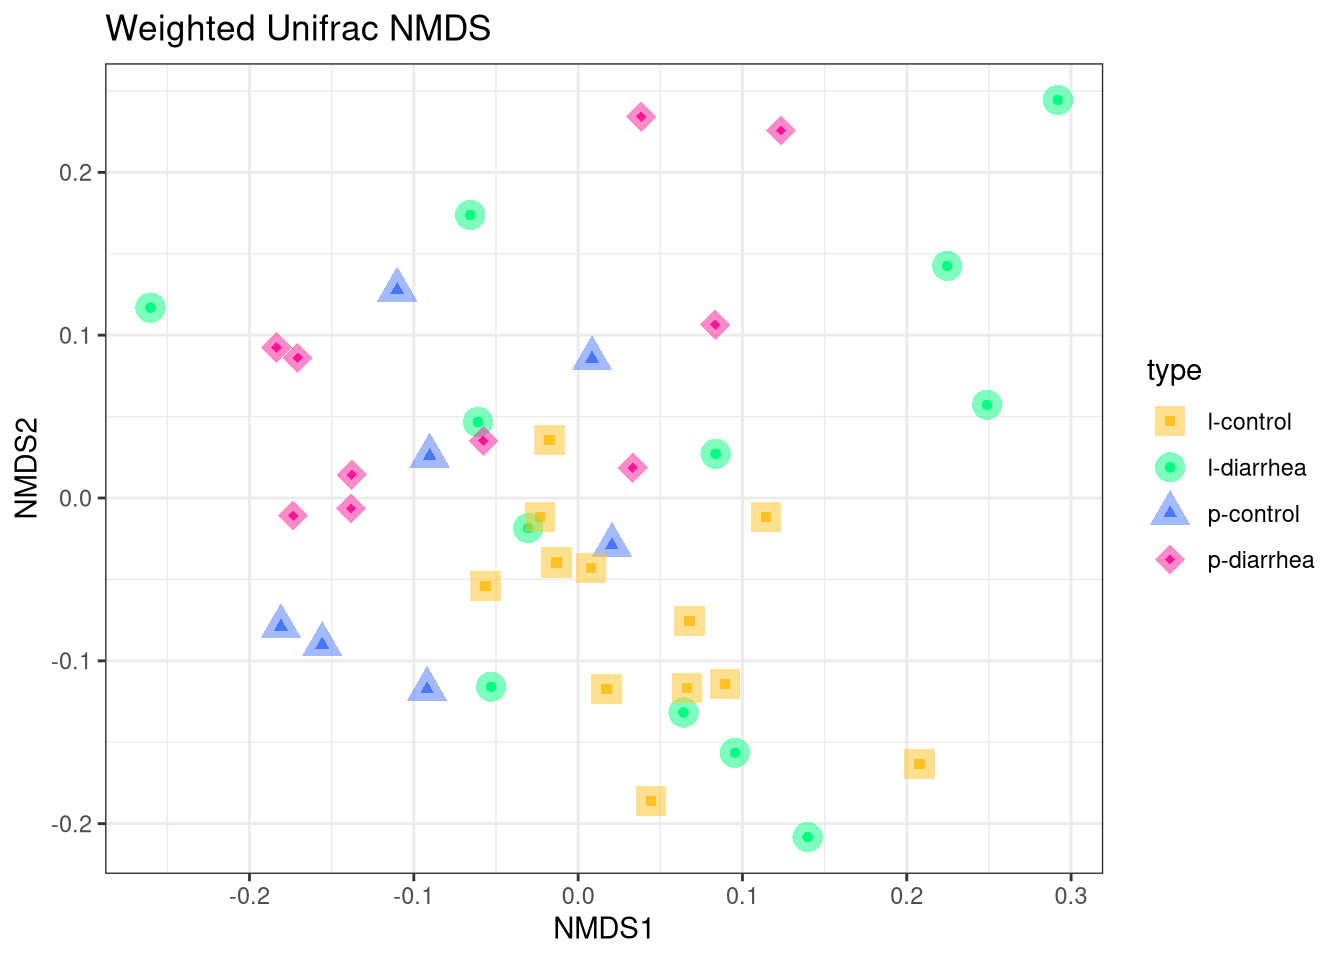 Weighted Unifrac NMDS
0.2
0.1
0.0
-0.1
-0.2
NMDS2
-0.2 -0.1 0.0 0.1 0.2 0.3
NMDS1
type
l-control
l-diarrhea
p-control
p-diarrhea